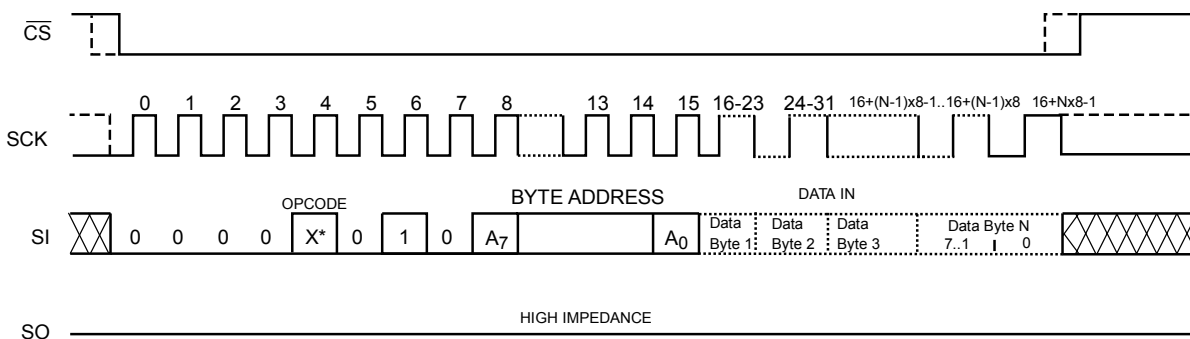 CS
0 1 2 3 4 5 6 7 8 13 14 15 16-23 24-31 16+(N-1)x8-1..16+(N-1)x8 16+Nx8-1
SCK
OPCODE BYTE ADDRESS DATA IN
SI 0 0 0 0 X* 0 1 0 A7 A0 Data Byte 1 Data Byte 2 Data Byte 3 Data Byte N 7..1 0
HIGH IMPEDANCE
SO